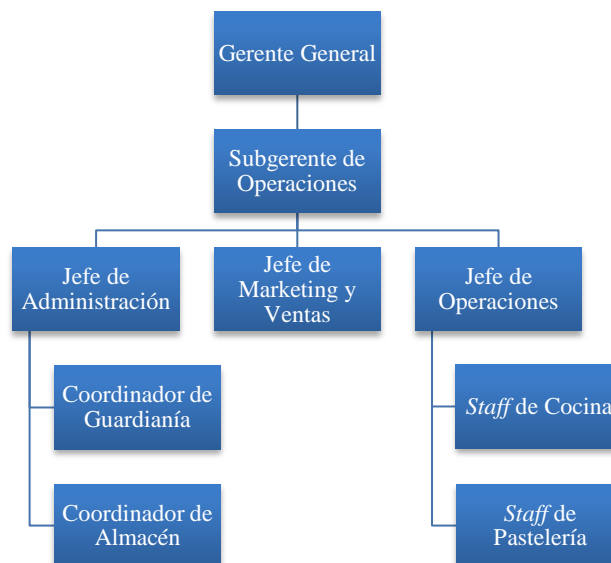 Gerente General
Subgerente de
Operaciones
Jefe de
Administración
Jefe de
Marketing y
Ventas
Jefe de
Operaciones
Coordinador de
Guardianía
Staff de Cocina
Coordinador de
Almacén
Staff de
Pastelería